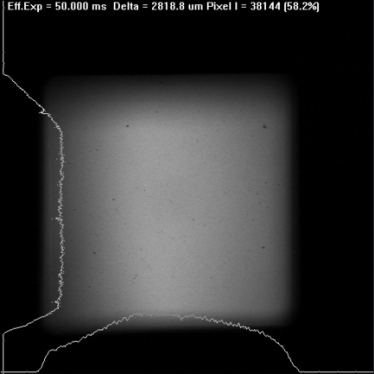 Eff.Exp = 50.000 ms Delta = 2818.8 um Pixel I = 38144 (58.2%)